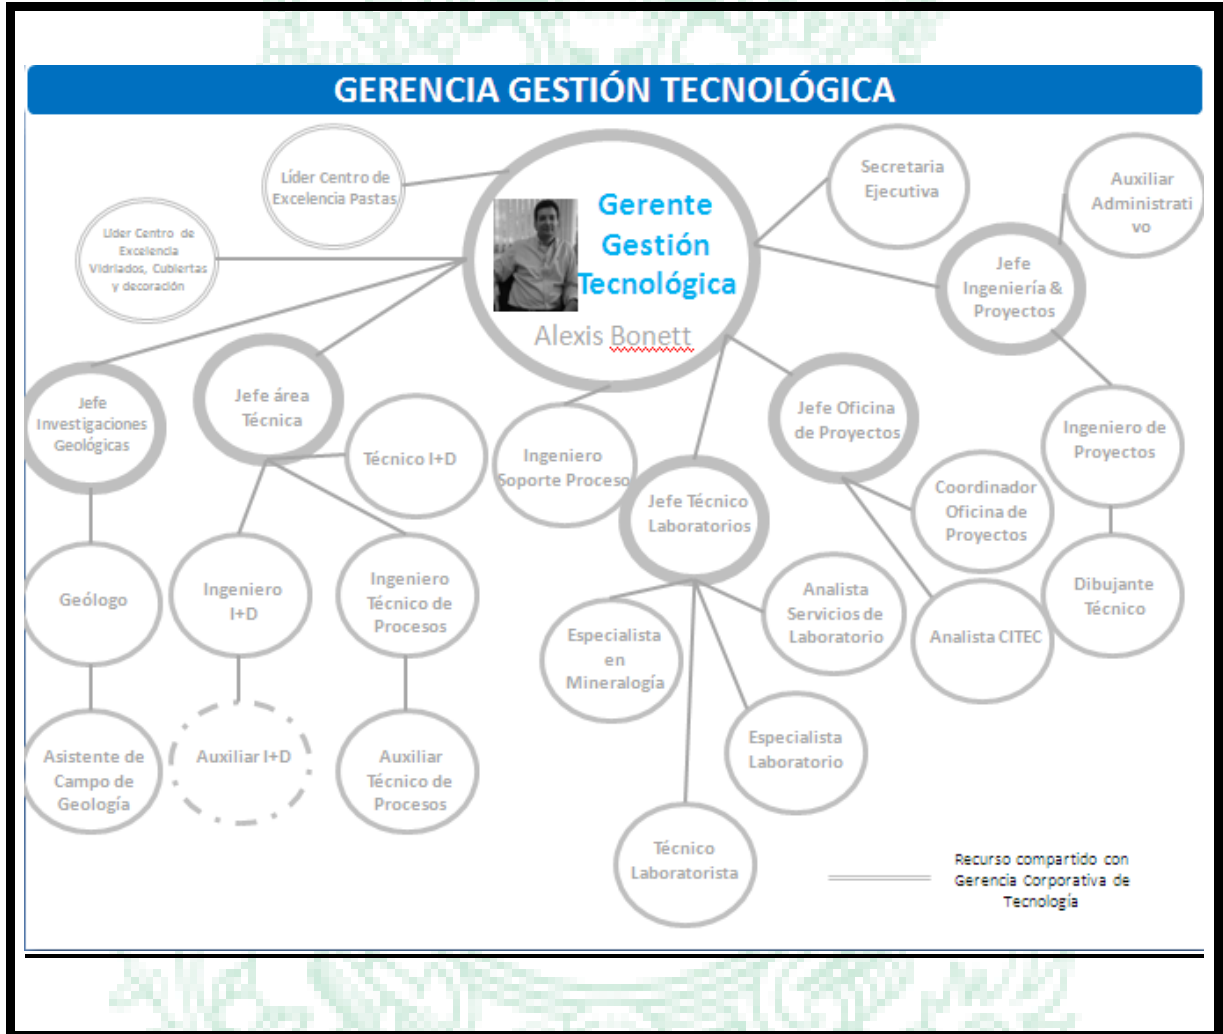 GERENCIA GESTIÓN TECNOLÓGICA
Líder Centro de
Excelencia Pastas
Líder Centro de
Excelencia
Vidriados, Cubiertas
y decoración
Gerente
Gestión
Tecnológica
Alexis Bonett
Secretaria
Ejecutiva
Auxiliar
Administrati
vo
Jefe
Ingeniería &
Proyectos
Jefe
Investigaciones
Geológicas
Jefe área
Técnica
Técnico I+D
Ingeniero
Soporte Proceso
Jefe Técnico
Laboratorios
Jefe Oficina
de Proyectos
Ingeniero de
Proyectos
Coordinador
Oficina de
Proyectos
Geólogo
Ingeniero
I+D
Ingeniero
Técnico de
Procesos
Especialista
en
Mineralogía
Analista
Servicios de
Laboratorio
Analista CITEC
Dibujante
Técnico
Asistente de
Campo de
Geología
Auxiliar I+D
Auxiliar
Técnico de
Procesos
Especialista
Laboratorio
Técnico
Laboratorista
Recurso compartido con
Gerencia Corporativa de
Tecnología